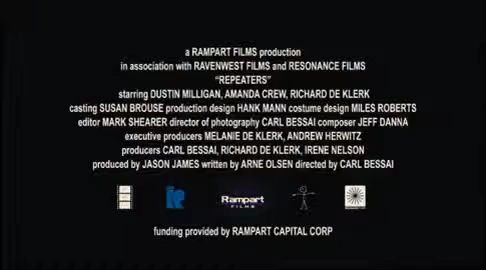 a RAMPART FILMS production
in association with RAVENWEST FILMS and RESONANCE FILMS
“REPEATERS”
starring DUSTIN MILLIGAN, AMANDA CREW, RICHARD DE KLERK
casting SUSAN BROUSE production design HANK MANN costume design MILES ROBERTS
editor MARK SHEARER director of photography CARL BESSAI composer JEFF DANNA
executive producers MELANIE DE KLERK, ANDREW HERWITZ
producers CARL BESSAI, RICHARD DE KLERK, IRENE NELSON
produced by JASON JAMES written by ARNE OLSEN directed by CARL BESSAI
Rampart
FILMS
funding provided by RAMPART CAPITAL CORP